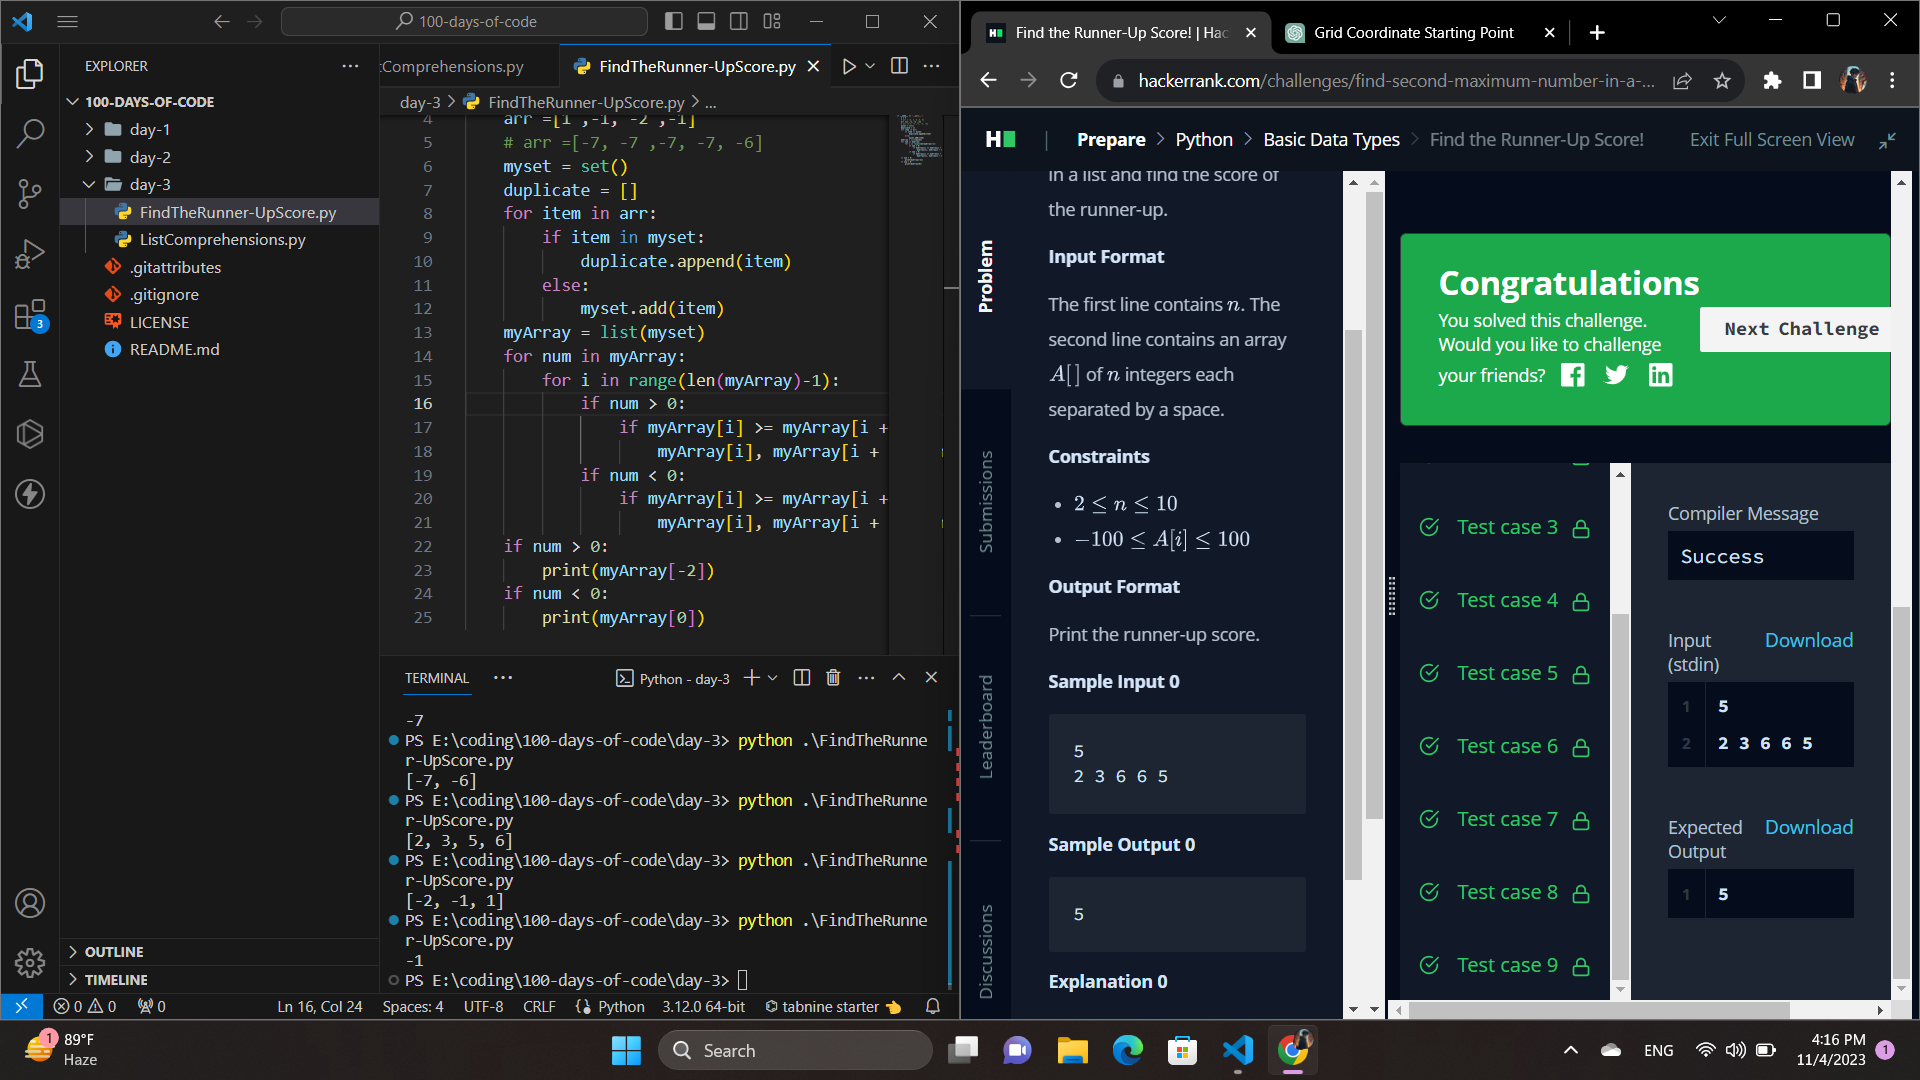 100-days-of-code
EXPLORER
100-DAYS-OF-CODE
day-1
day-2
day-3
FindTheRunner-UpScore.py
ListComprehensions.py
.gitattributes
.gitignore
LICENSE
README.md
3
OUTLINE
TIMELINE
tComprehensions.py
FindTheRunner-UpScore.py
day-3 > FindTheRunner-UpScore.py > ...
4 arr =[1 ,-1, -2 ,-1]
5 # arr =[-7, -7 ,-7, -7, -6]
6 myset = set()
7 duplicate = []
8 for item in arr:
9 if item in myset:
10 duplicate.append(item)
11 else:
12 myset.add(item)
13 myArray = list(myset)
14 for num in myArray:
15 for i in range(len(myArray)-1):
16 if num > 0:
17 if myArray[i] >= myArray[i +
18 myArray[i], myArray[i +
19 if num < 0:
20 if myArray[i] >= myArray[i +
21 myArray[i], myArray[i +
22 if num > 0:
23 print(myArray[-2])
24 if num < 0:
25 print(myArray[0])
TERMINAL
Python - day-3
-7
PS E:\coding\100-days-of-code\day-3> python .\FindTheRunne
r-UpScore.py
[-7, -6]
PS E:\coding\100-days-of-code\day-3> python .\FindTheRunne
r-UpScore.py
[2, 3, 5, 6]
PS E:\coding\100-days-of-code\day-3> python .\FindTheRunne
r-UpScore.py
[-2, -1, 1]
PS E:\coding\100-days-of-code\day-3> python .\FindTheRunne
r-UpScore.py
-1
PS E:\coding\100-days-of-code\day-3>
0 0 0 Ln 16, Col 24 Spaces: 4 UTF-8 CRLF Python 3.12.0 64-bit tabnine starter
Find the Runner-Up Score! | Hac
Grid Coordinate Starting Point
hackerrank.com/challenges/find-second-maximum-number-in-a-...
H
Prepare > Python > Basic Data Types > Find the Runner-Up Score!
Exit Full Screen View
Problem
Submissions
Leaderboard
Discussions
in a list and find the score of
the runner-up.
Input Format
The first line contains n. The
second line contains an array
A[] of n integers each
separated by a space.
Constraints
• 2 ≤ n ≤ 10
• −100 ≤ A[i] ≤ 100
Output Format
Print the runner-up score.
Sample Input 0
5
2 3 6 6 5
Sample Output 0
5
Explanation 0
Congratulations
You solved this challenge.
Would you like to challenge
your friends?
Next Challenge
Test case 3
Test case 4
Test case 5
Test case 6
Test case 7
Test case 8
Test case 9
Compiler Message
Success
Input
(stdin)
Download
1 5
2 2 3 6 6 5
Expected
Output
Download
1 5
1
89°F
Haze
Search
ENG
4:16 PM
11/4/2023
1